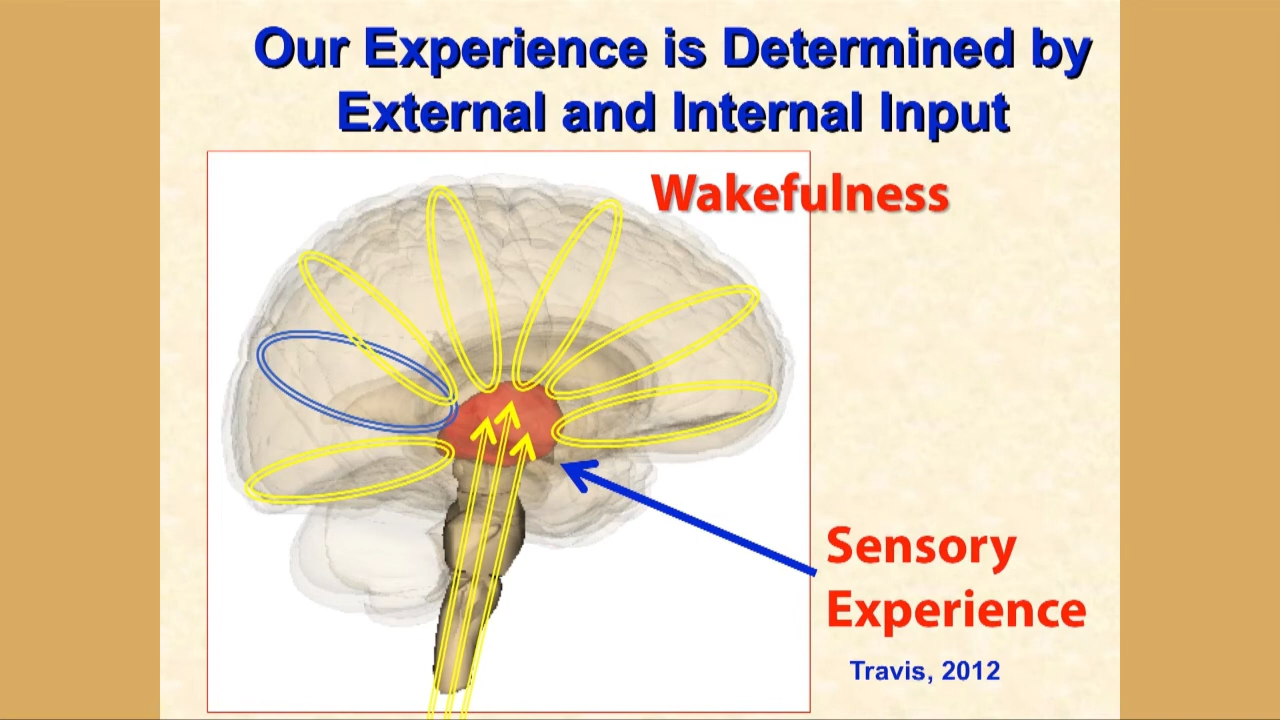 Our Experience is Determined by
External and Internal Input
Wakefulness
Sensory
Experience
Travis, 2012